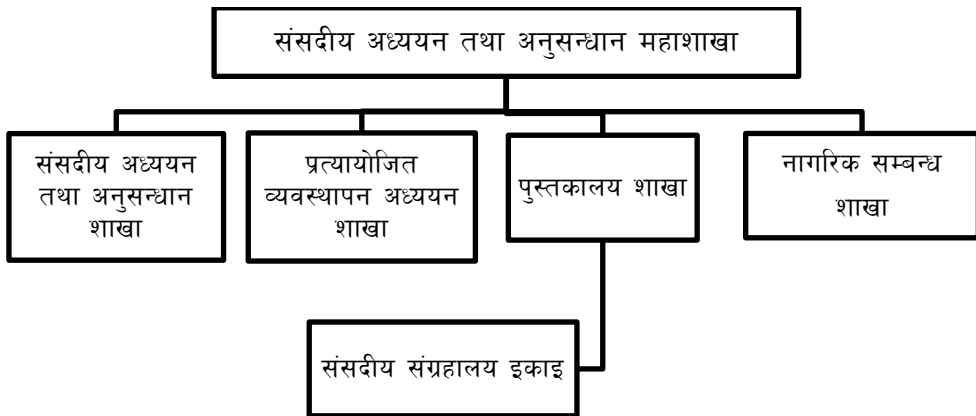 संसदीय अध्ययन तथा अनुसन्धान महाशाखा
संसदीय अध्ययन
तथा अनुसन्धान
शाखा
प्रत्यायोजित
व्यवस्थापन अध्ययन
शाखा
पुस्तकालय शाखा
नागरिक सम्बन्ध
शाखा
संसदीय संग्रहालय इकाइ